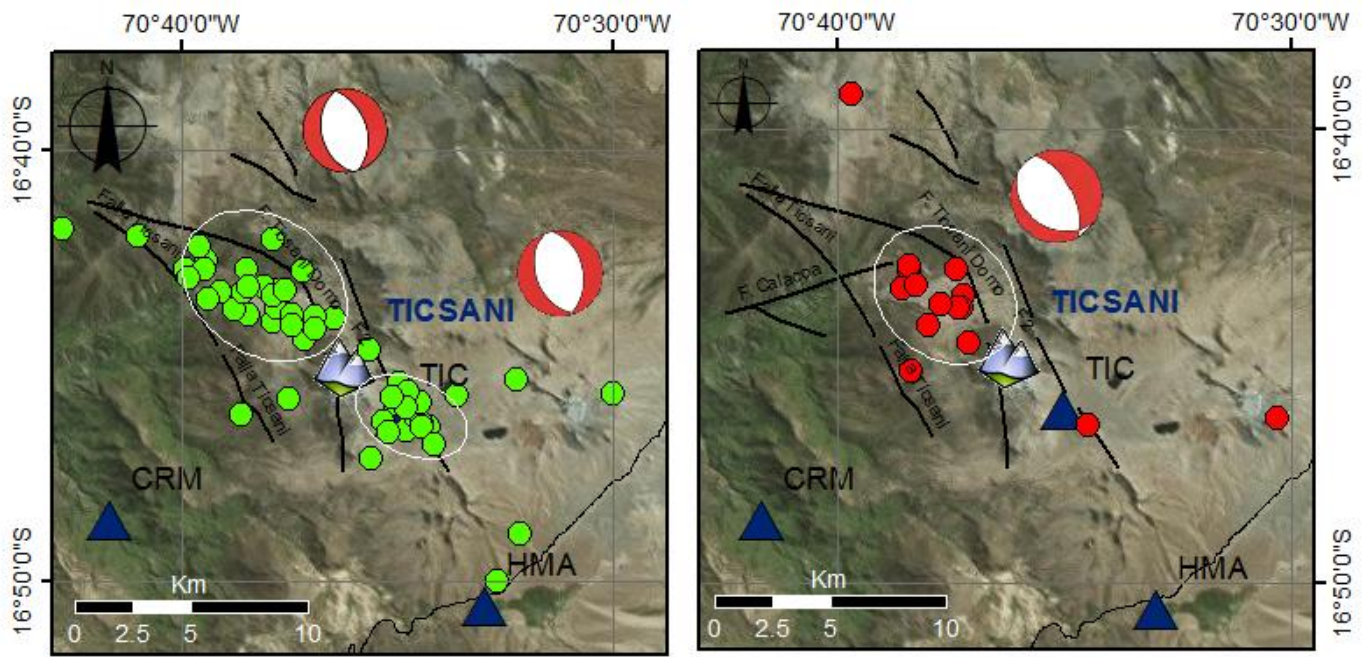 70°40'0"W
70°30'0"W
70°40'0"W
70°30'0"W
16°40'0"S
16°40'0"S
N
N
Falla Ticsani
F. Ticsani Domo
TICSANI
TIC
Falla Ticsani
CRM
HMA
Km
0 2.5 5 10
Falla Ticsani
F. Ticsani Domo
F. Calacoa
TICSANI
TIC
Falla Ticsani
CRM
HMA
Km
0 2.5 5 10
16°50'0"S
16°50'0"S